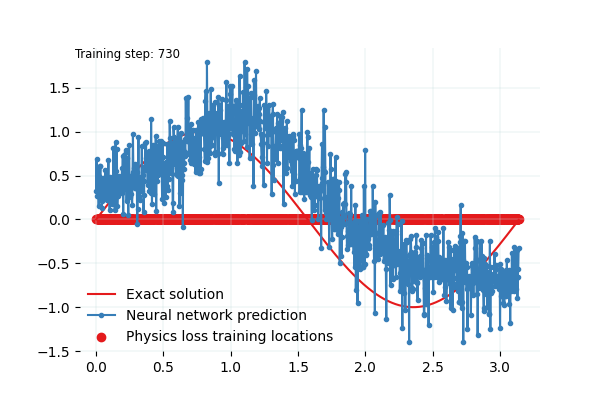 Training step: 730
1.5
1.0
0.5
0.0
−0.5
−1.0
−1.5
Exact solution
Neural network prediction
Physics loss training locations
0.0 0.5 1.0 1.5 2.0 2.5 3.0